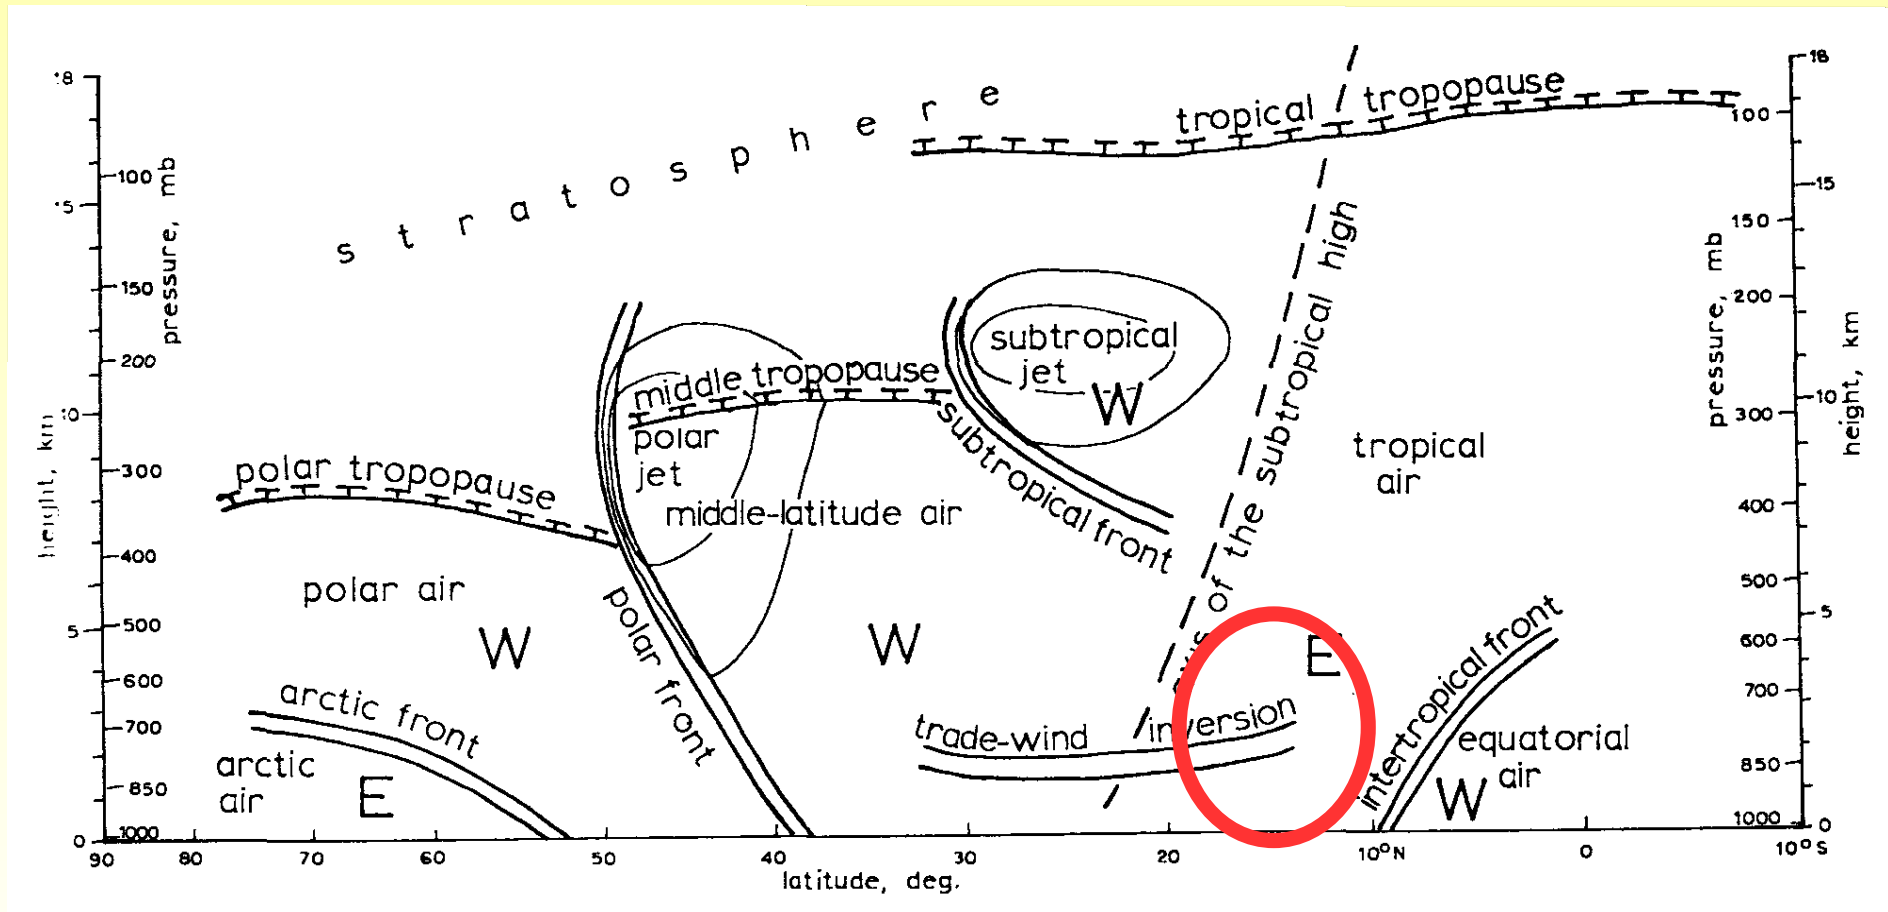 stratosphere
tropical tropopause
axis of the subtropical high
subtropical
jet
W
middle tropopause
polar
jet
subtropical front
middle-latitude air
tropical
air
polar tropopause
polar air
W
polar front
W
E
arctic front
arctic
air
E
trade-wind inversion
intertropical front
equatorial
air
W
height, km
15
10
5
0
pressure, mb
100
150
200
300
400
500
600
700
850
1000
pressure, mb
100
150
200
300
400
500
600
700
850
1000
height, km
18
15
10
5
0
90 80 70 60 50 40 30 20 10°N 0 10°S
latitude, deg.